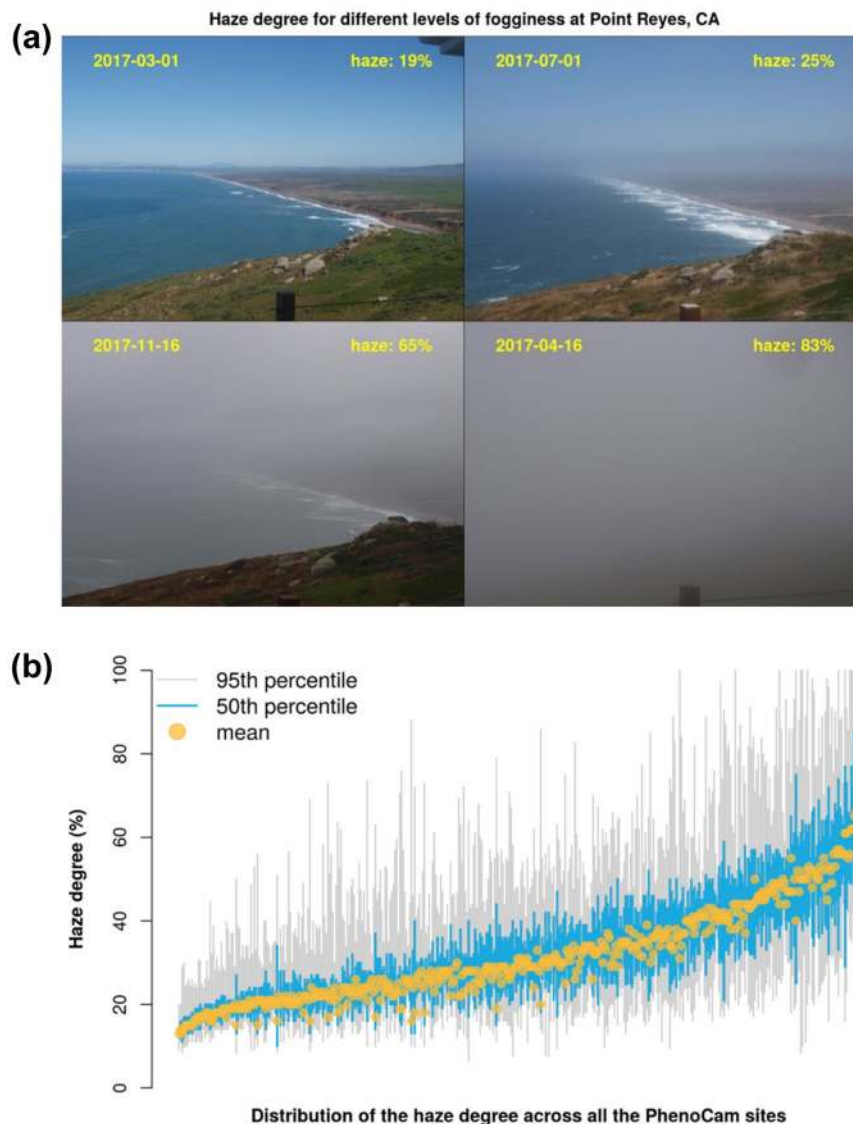 Haze degree for different levels of fogginess at Point Reyes, CA
(a)
2017-03-01
haze: 19%
2017-07-01
haze: 25%
2017-11-16
haze: 65%
2017-04-16
haze: 83%
(b)
95th percentile
50th percentile
mean
Haze degree (%)
100
80
60
40
20
0
Distribution of the haze degree across all the PhenoCam sites